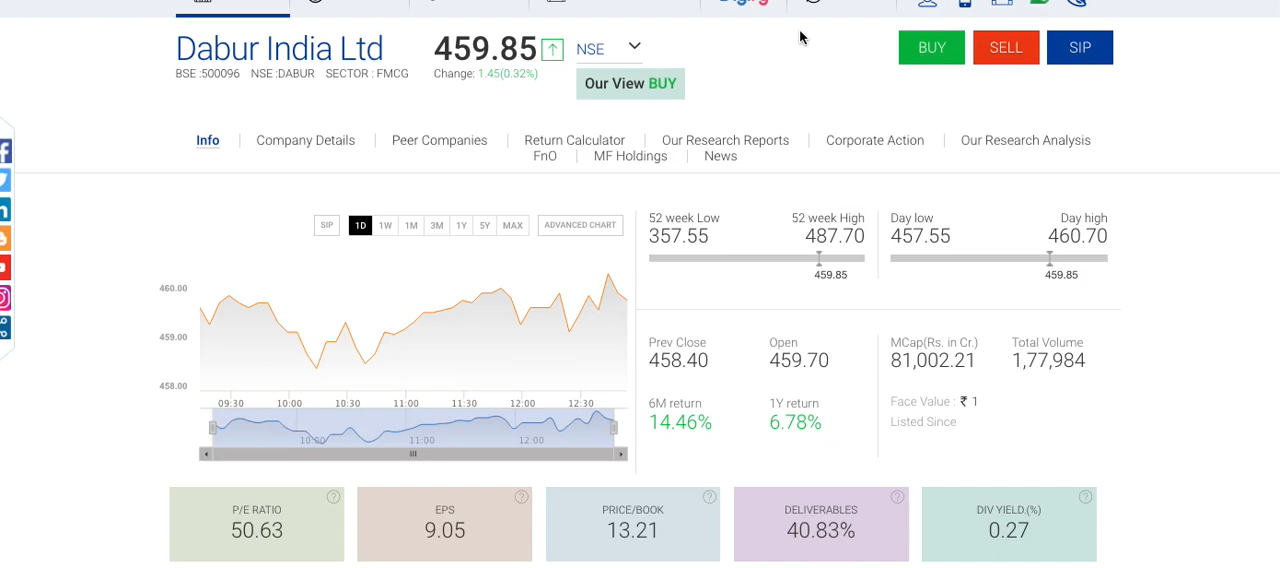 Dabur India Ltd
459.85
NSE
BUY
SELL
SIP
BSE :500096 NSE :DABUR SECTOR : FMCG
Change: 1.45(0.32%)
Our View BUY
Info
Company Details
Peer Companies
Return Calculator
Our Research Reports
Corporate Action
Our Research Analysis
FnO
MF Holdings
News
SIP
1D
1W
1M
3M
1Y
5Y
MAX
ADVANCED CHART
460.00
459.00
458.00
09:30 10:00 10:30 11:00 11:30 12:00 12:30
10:00 11:00 12:00
52 week Low
357.55
52 week High
487.70
459.85
Day low
457.55
Day high
460.70
459.85
Prev Close
458.40
Open
459.70
6M return
14.46%
1Y return
6.78%
MCap(Rs. in Cr.)
81,002.21
Total Volume
1,77,984
Face Value : ₹ 1
Listed Since
P/E RATIO
50.63
EPS
9.05
PRICE/BOOK
13.21
DELIVERABLES
40.83%
DIV YIELD.(%)
0.27